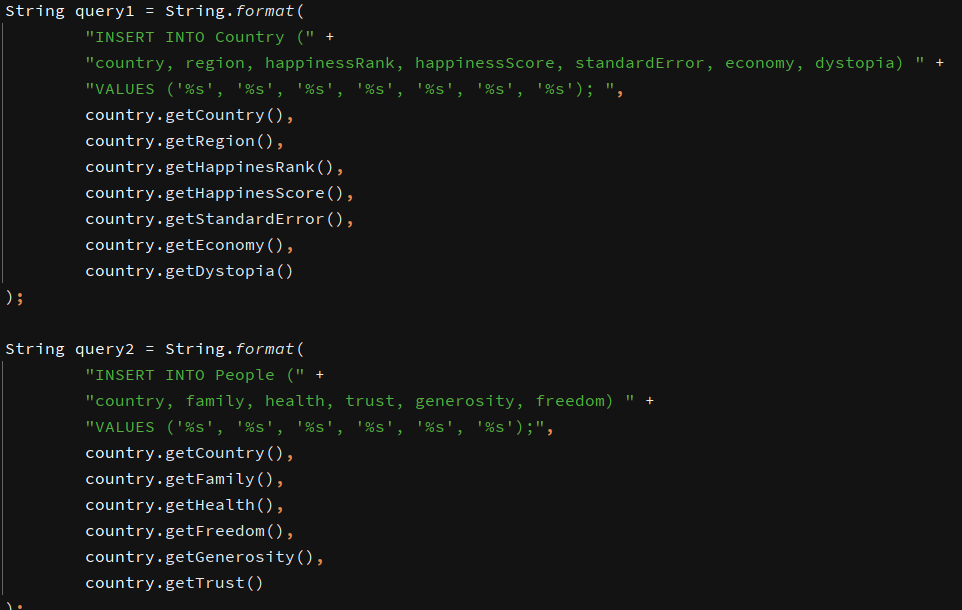 String query1 = String.format(
"INSERT INTO Country (" +
"country, region, happinessRank, happinessScore, standardError, economy, dystopia) " +
"VALUES ('%s', '%s', '%s', '%s', '%s', '%s', '%s'); ",
country.getCountry(),
country.getRegion(),
country.getHappinesRank(),
country.getHappinesScore(),
country.getStandardError(),
country.getEconomy(),
country.getDystopia()
);
String query2 = String.format(
"INSERT INTO People (" +
"country, family, health, trust, generosity, freedom) " +
"VALUES ('%s', '%s', '%s', '%s', '%s', '%s');",
country.getCountry(),
country.getFamily(),
country.getHealth(),
country.getFreedom(),
country.getGenerosity(),
country.getTrust()
);